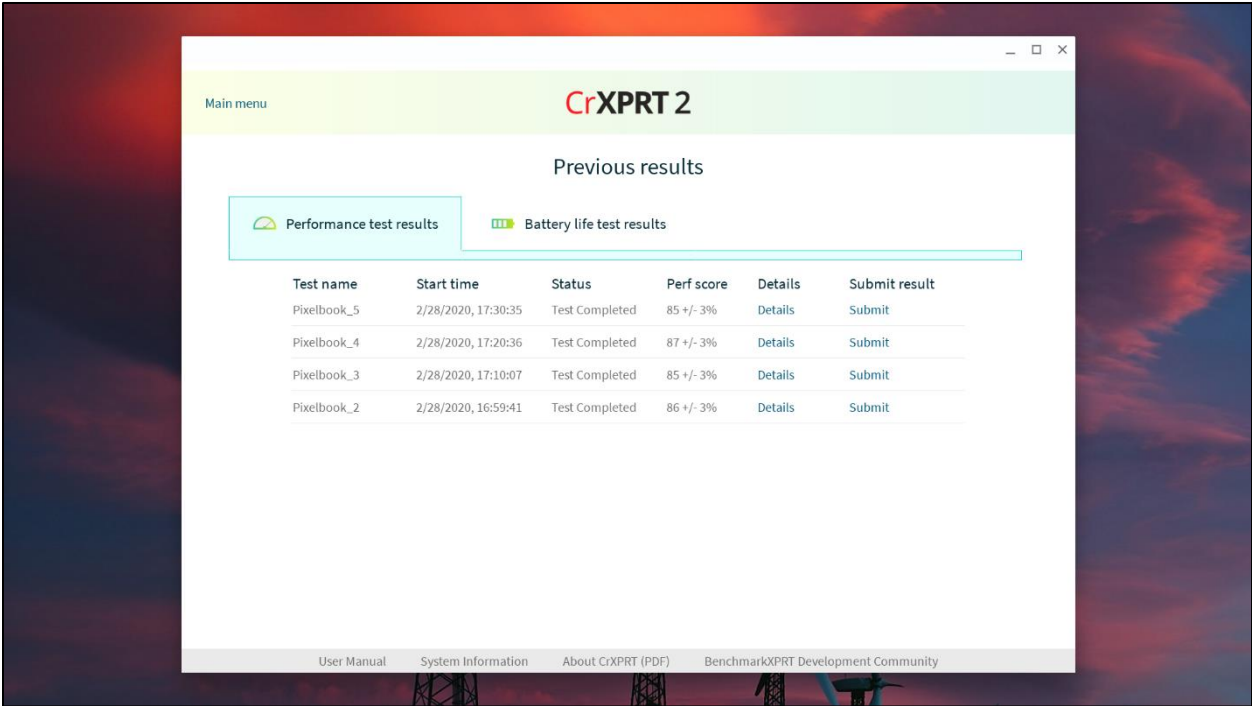 Main menu
CrXPRT 2
Previous results
Performance test results Battery life test results
Test name Start time Status Perf score Details Submit result
Pixelbook_5 2/28/2020, 17:30:35 Test Completed 85 +/- 3% Details Submit
Pixelbook_4 2/28/2020, 17:20:36 Test Completed 87 +/- 3% Details Submit
Pixelbook_3 2/28/2020, 17:10:07 Test Completed 85 +/- 3% Details Submit
Pixelbook_2 2/28/2020, 16:59:41 Test Completed 86 +/- 3% Details Submit
User Manual System Information About CrXPRT (PDF) BenchmarkXPRT Development Community